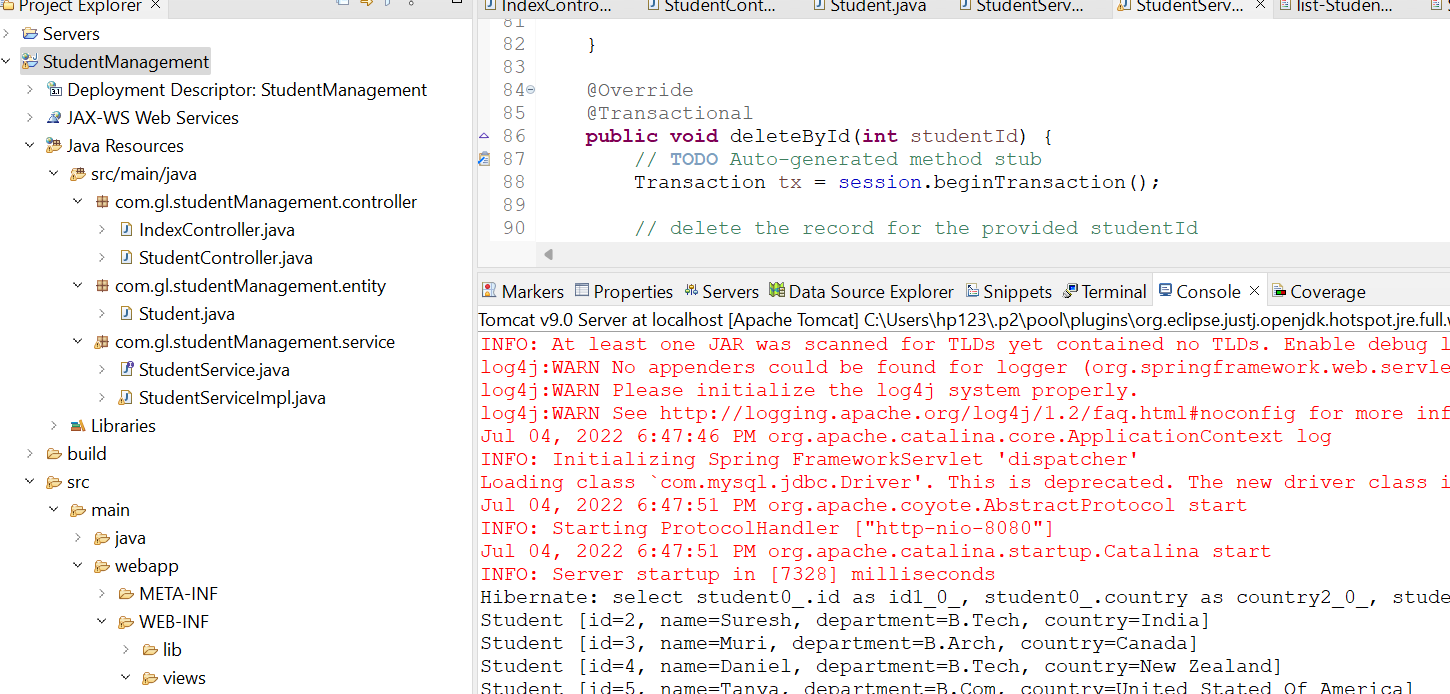 Project Explorer
Servers
StudentManagement
Deployment Descriptor: StudentManagement
JAX-WS Web Services
Java Resources
src/main/java
com.gl.studentManagement.controller
IndexController.java
StudentController.java
com.gl.studentManagement.entity
Student.java
com.gl.studentManagement.service
StudentService.java
StudentServiceImpl.java
Libraries
build
src
main
java
webapp
META-INF
WEB-INF
lib
views
IndexContro... StudentCont... Student.java StudentServ... StudentServ... list-Studen...
81
82 }
83
84 @Override
85 @Transactional
86 public void deleteById(int studentId) {
87 // TODO Auto-generated method stub
88 Transaction tx = session.beginTransaction();
89
90 // delete the record for the provided studentId
Markers Properties Servers Data Source Explorer Snippets Terminal Console Coverage
Tomcat v9.0 Server at localhost [Apache Tomcat] C:\Users\hp123\.p2\pool\plugins\org.eclipse.justj.openjdk.hotspot.jre.full.
INFO: At least one JAR was scanned for TLDs yet contained no TLDs. Enable debug l
log4j:WARN No appenders could be found for logger (org.springframework.web.servle
log4j:WARN Please initialize the log4j system properly.
log4j:WARN See http://logging.apache.org/log4j/1.2/faq.html#noconfig for more inf
Jul 04, 2022 6:47:46 PM org.apache.catalina.core.ApplicationContext log
INFO: Initializing Spring FrameworkServlet 'dispatcher'
Loading class `com.mysql.jdbc.Driver'. This is deprecated. The new driver class i
Jul 04, 2022 6:47:51 PM org.apache.coyote.AbstractProtocol start
INFO: Starting ProtocolHandler ["http-nio-8080"]
Jul 04, 2022 6:47:51 PM org.apache.catalina.startup.Catalina start
INFO: Server startup in [7328] milliseconds
Hibernate: select student0_.id as id1_0_, student0_.country as country2_0_, stude
Student [id=2, name=Suresh, department=B.Tech, country=India]
Student [id=3, name=Muri, department=B.Arch, country=Canada]
Student [id=4, name=Daniel, department=B.Tech, country=New Zealand]
Student [id=5, name=Tanya, department=B.Com, country=United Stated Of America]